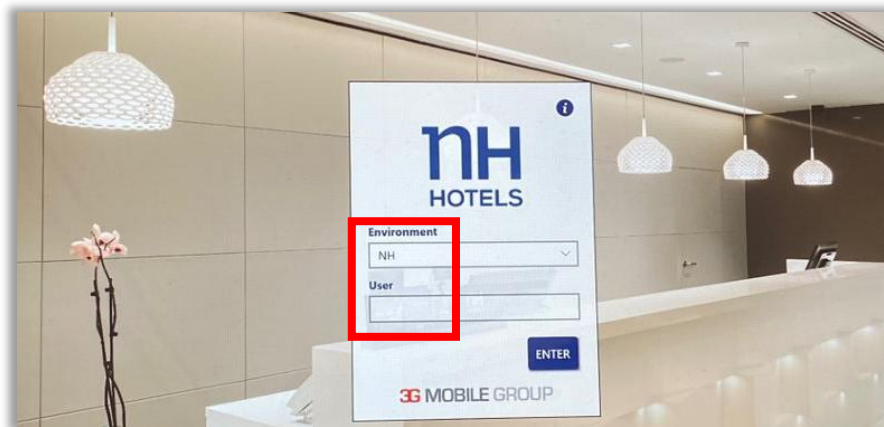 i
nH
HOTELS
Environment
NH
User
ENTER
3G MOBILE GROUP